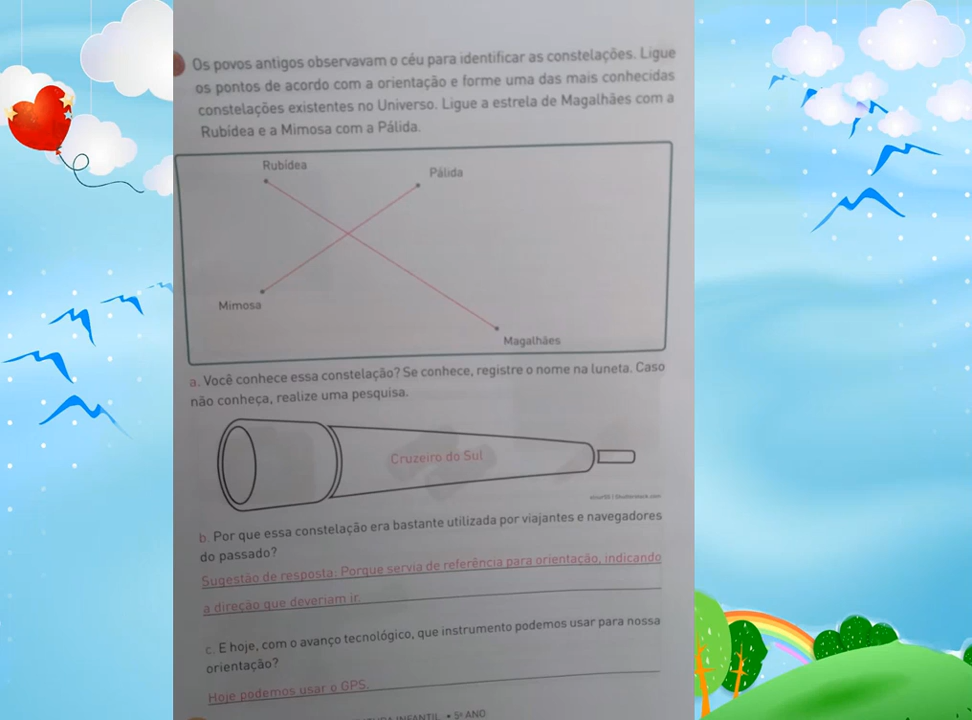 Os povos antigos observavam o céu para identificar as constelações. Ligue
os pontos de acordo com a orientação e forme uma das mais conhecidas
constelações existentes no Universo. Ligue a estrela de Magalhães com a
Rubídea e a Mimosa com a Pálida.
Rubídea
Pálida
Mimosa
Magalhães
a. Você conhece essa constelação? Se conhece, registre o nome na luneta. Caso
não conheça, realize uma pesquisa.
Cruzeiro do Sul
b. Por que essa constelação era bastante utilizada por viajantes e navegadores
do passado?
Sugestão de resposta: Porque servia de referência para orientação, indicando
a direção que deveriam ir.
c. E hoje, com o avanço tecnológico, que instrumento podemos usar para nossa
orientação?
Hoje podemos usar o GPS.
INFANTIL • 5º ANO